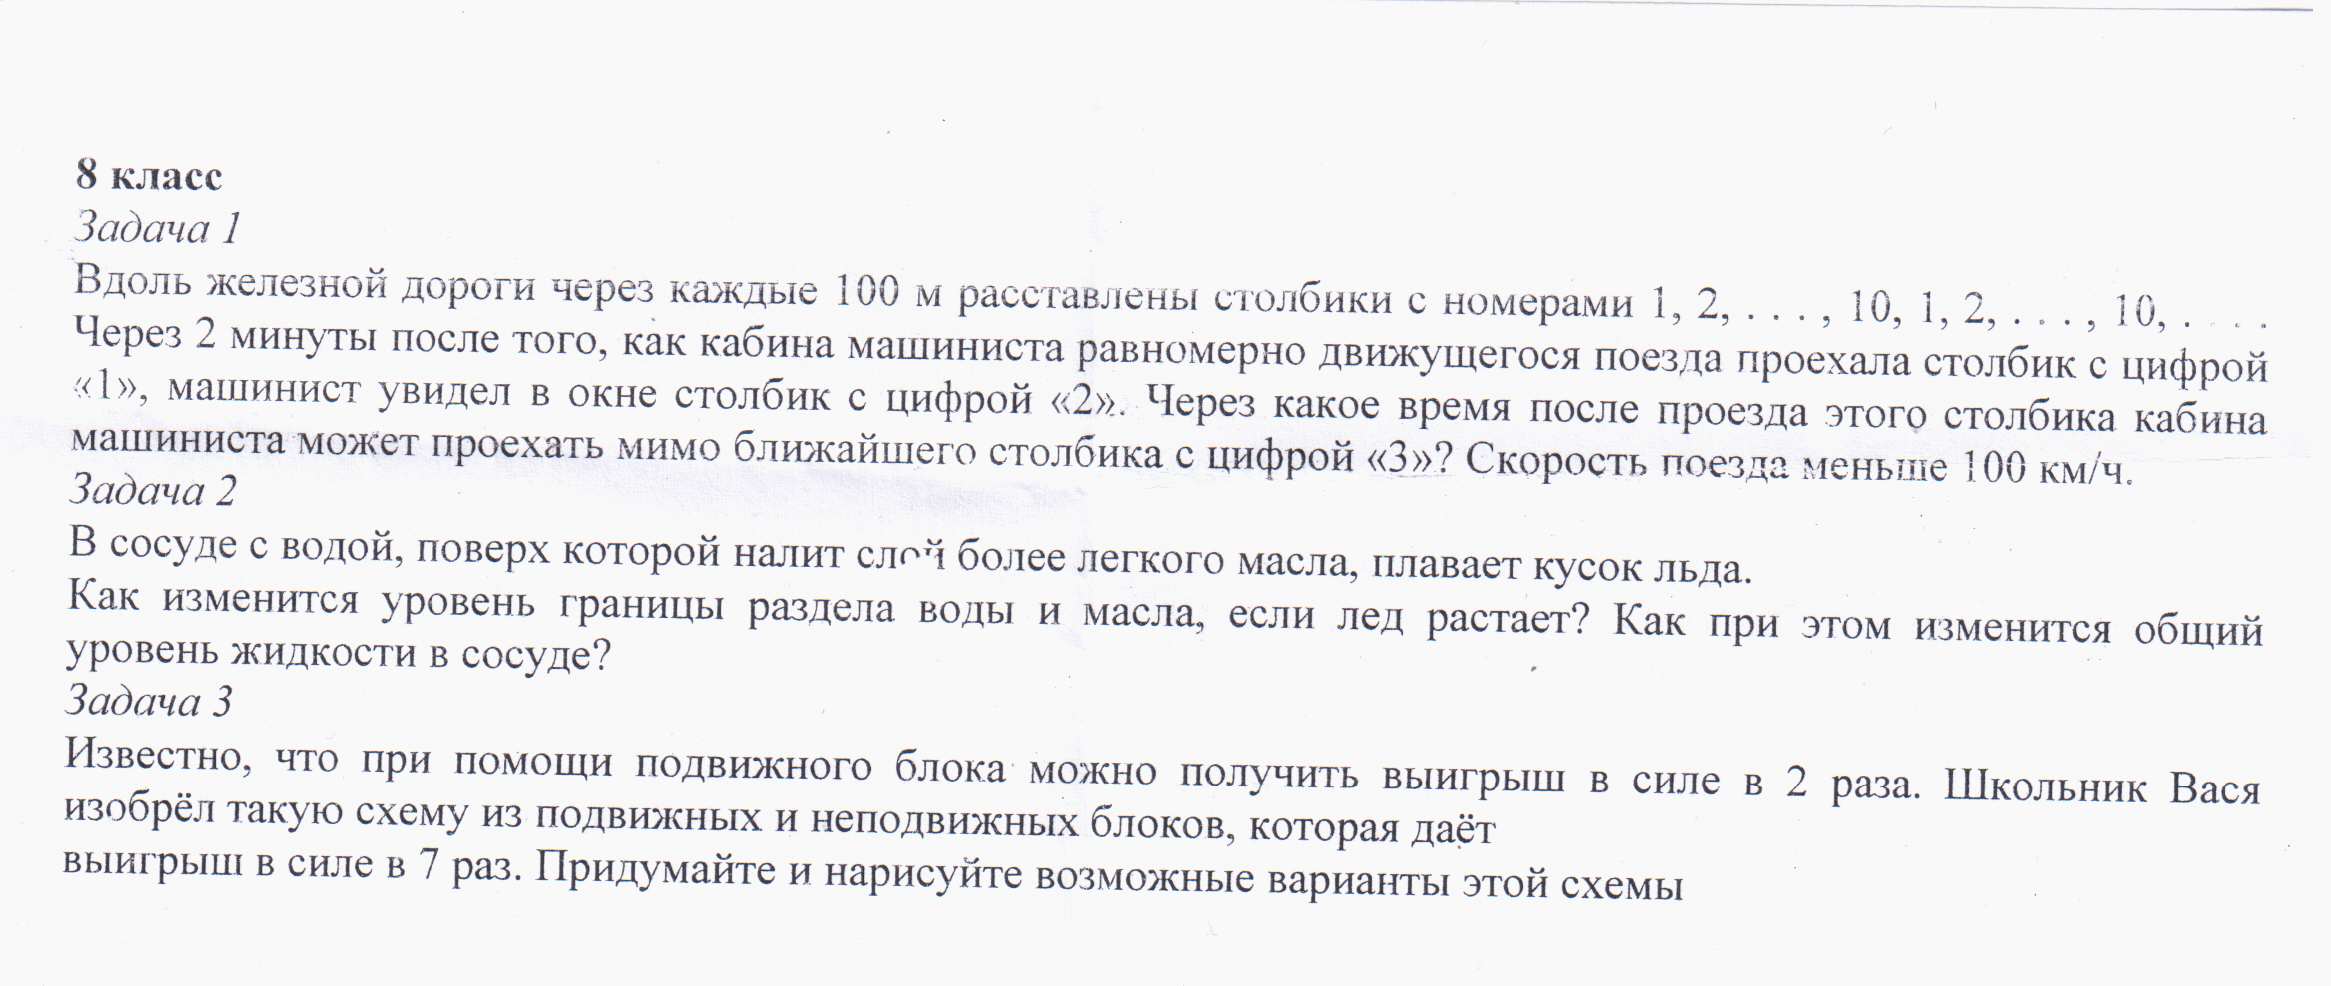 8 класс
Задача 1
Вдоль железной дороги через каждые 100 м расставлены столбики с номерами 1, 2, . . . , 10, 1, 2, . . . , 10, . . . .
Через 2 минуты после того, как кабина машиниста равномерно движущегося поезда проехала столбик с цифрой
«1», машинист увидел в окне столбик с цифрой «2». Через какое время после проезда этого столбика кабина
машиниста может проехать мимо ближайшего столбика с цифрой «3»? Скорость поезда меньше 100 км/ч.
Задача 2
В сосуде с водой, поверх которой налит слой более легкого масла, плавает кусок льда.
Как изменится уровень границы раздела воды и масла, если лед растает? Как при этом изменится общий
уровень жидкости в сосуде?
Задача 3
Известно, что при помощи подвижного блока можно получить выигрыш в силе в 2 раза. Школьник Вася
изобрёл такую схему из подвижных и неподвижных блоков, которая даёт
выигрыш в силе в 7 раз. Придумайте и нарисуйте возможные варианты этой схемы